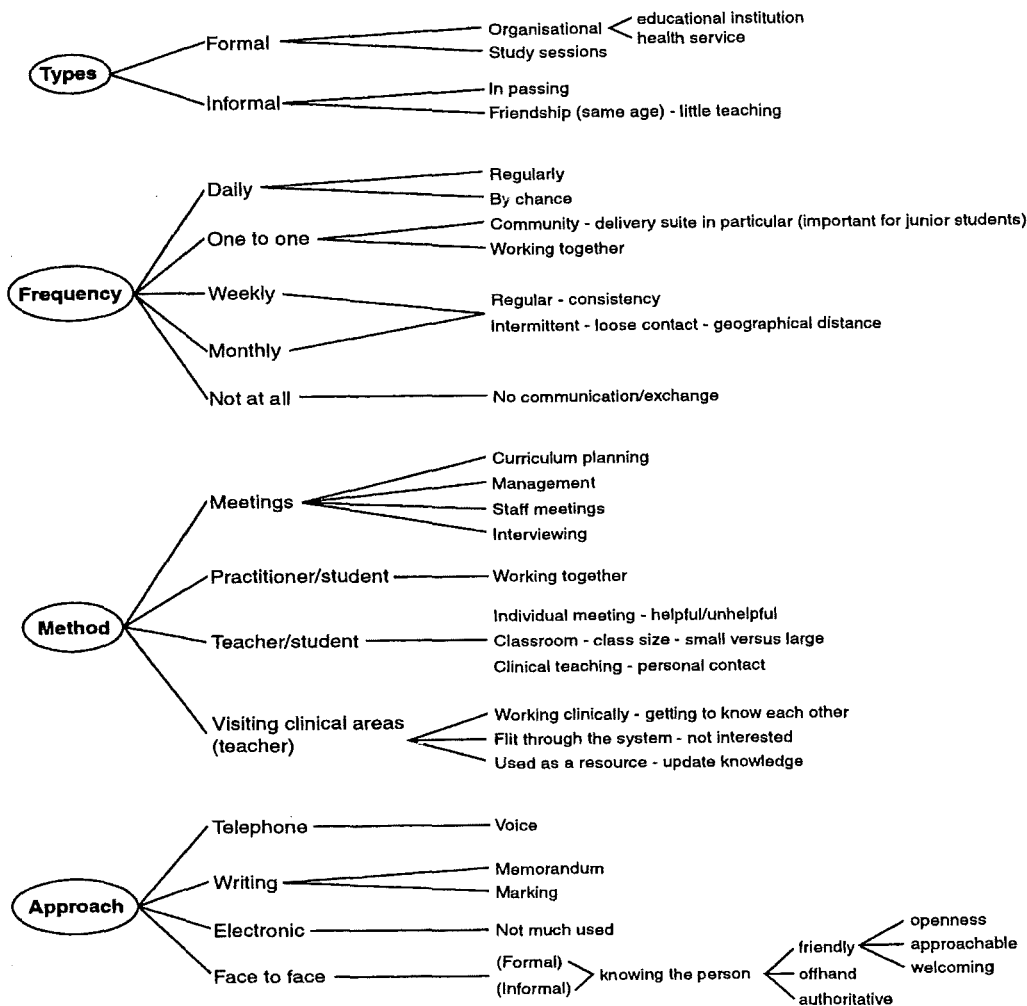 Types
Formal
Organisational
educational institution
health service
Study sessions
Informal
In passing
Friendship (same age) - little teaching
Frequency
Daily
Regularly
By chance
One to one
Community - delivery suite in particular (important for junior students)
Working together
Weekly
Monthly
Regular - consistency
Intermittent - loose contact - geographical distance
Not at all
No communication/exchange
Method
Meetings
Curriculum planning
Management
Staff meetings
Interviewing
Practitioner/student
Working together
Teacher/student
Individual meeting - helpful/unhelpful
Classroom - class size - small versus large
Clinical teaching - personal contact
Visiting clinical areas
(teacher)
Working clinically - getting to know each other
Flit through the system - not interested
Used as a resource - update knowledge
Approach
Telephone
Voice
Writing
Memorandum
Marking
Electronic
Not much used
Face to face
(Formal)
(Informal)
knowing the person
friendly
openness
approachable
welcoming
offhand
authoritative